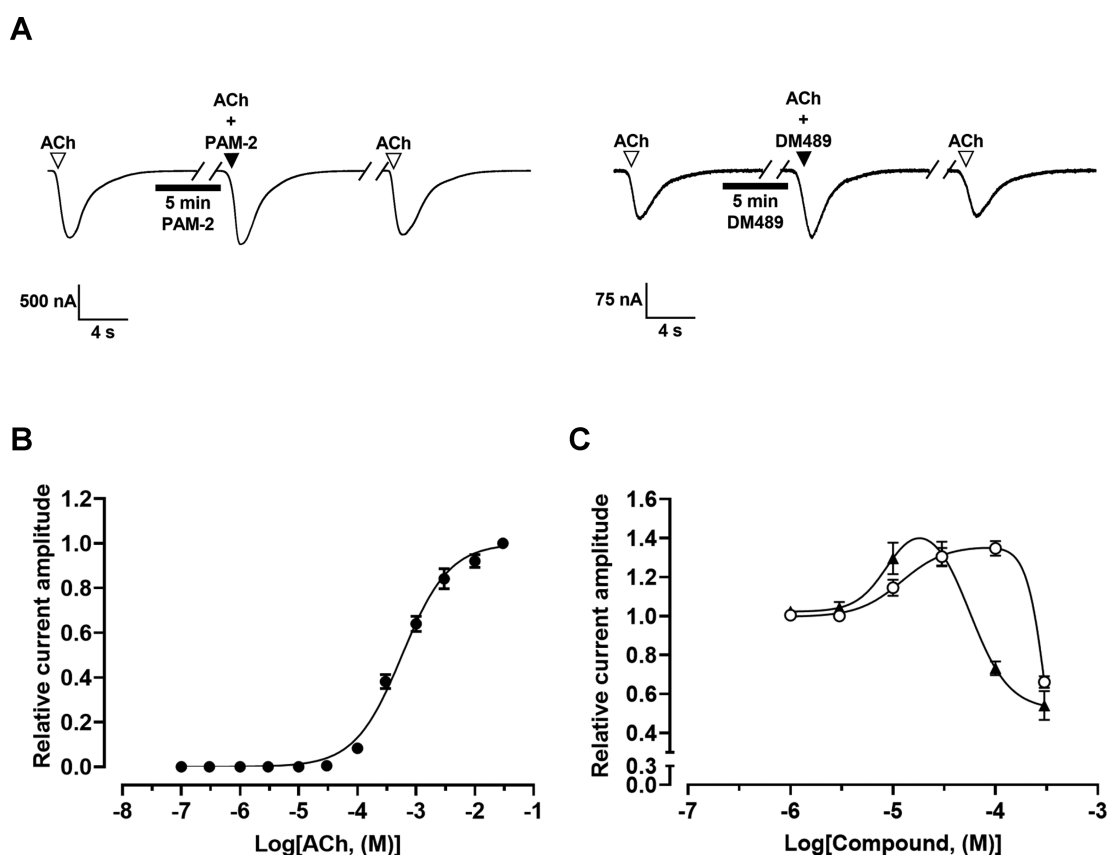 A
ACh
ACh
+
PAM-2
ACh
5 min
PAM-2
500 nA
4 s
ACh
ACh
+
DM489
ACh
5 min
DM489
75 nA
4 s
B
Relative current amplitude
1.2
1.0
0.8
0.6
0.4
0.2
0.0
-8 -7 -6 -5 -4 -3 -2 -1
Log[ACh, (M)]
C
Relative current amplitude
1.6
1.4
1.2
1.0
0.8
0.6
0.4
0.3
0.0
-7 -6 -5 -4 -3
Log[Compound, (M)]